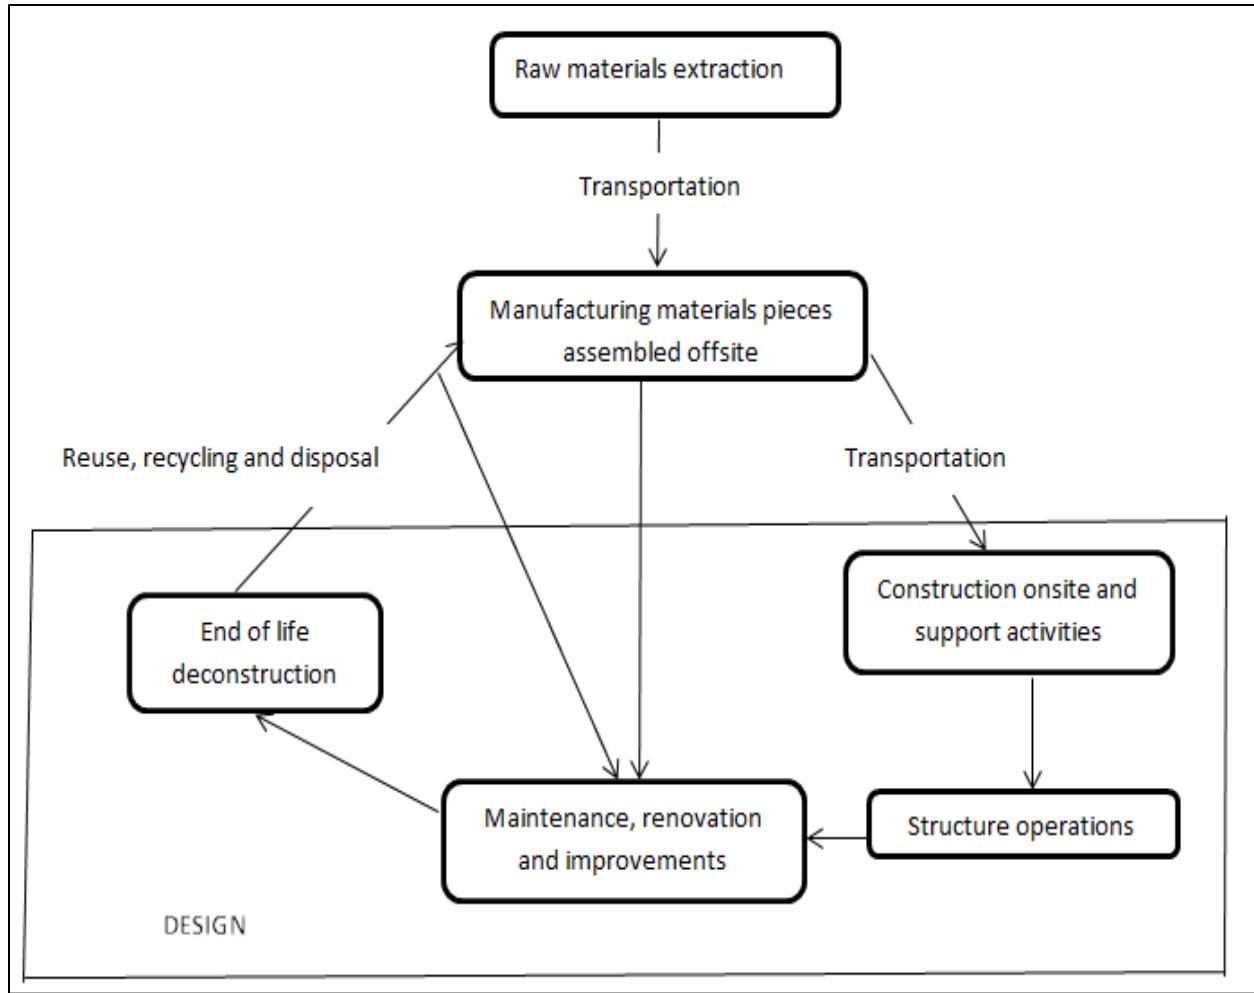 Raw materials extraction
Transportation
Manufacturing materials pieces
assembled offsite
Reuse, recycling and disposal
Transportation
Construction onsite and
support activities
End of life
deconstruction
Maintenance, renovation
and improvements
Structure operations
DESIGN